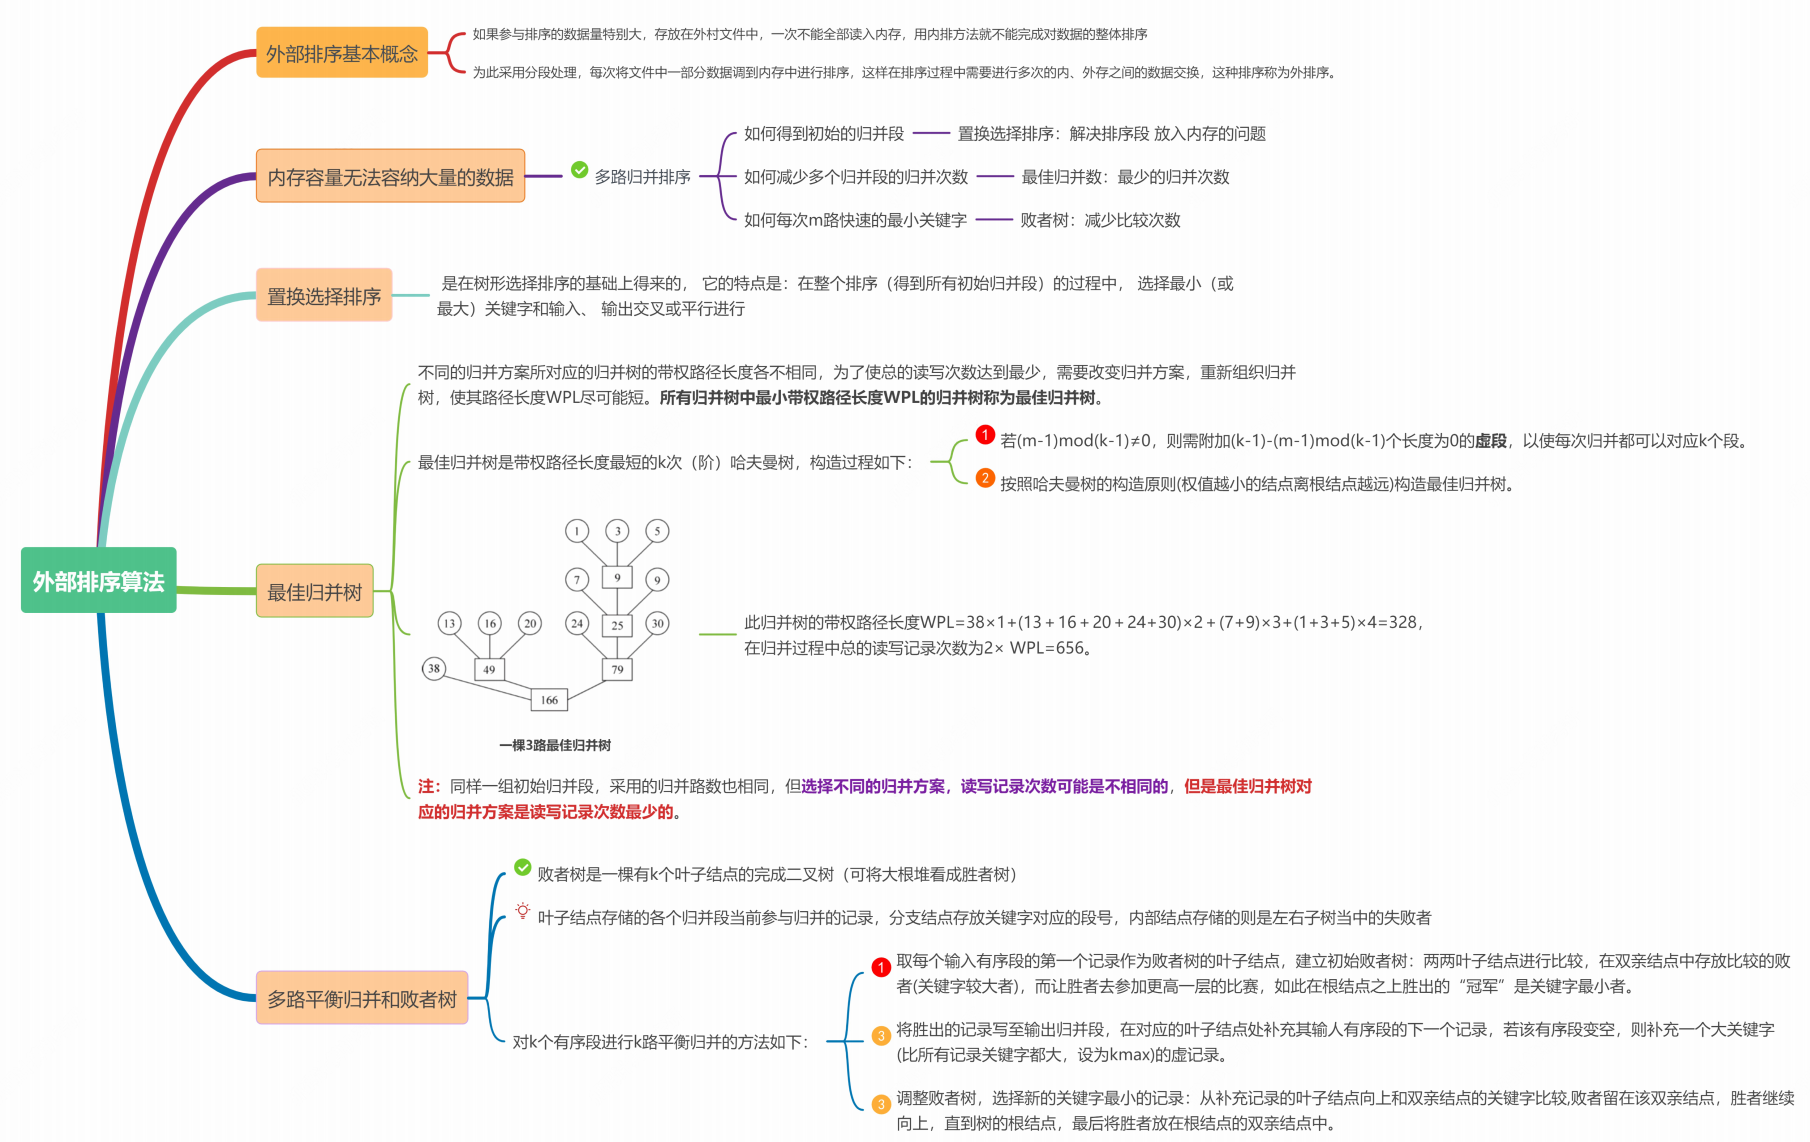 外部排序算法
外部排序基本概念
如果参与排序的数据量特别大，存放在外村文件中，一次不能全部读入内存，用内排方法就不能完成对数据的整体排序
为此采用分段处理，每次将文件中一部分数据调到内存中进行排序，这样在排序过程中需要进行多次的内、外存之间的数据交换，这种排序称为外排序。
内存容量无法容纳大量的数据
多路归并排序
如何得到初始的归并段
置换选择排序：解决排序段 放入内存的问题
如何减少多个归并段的归并次数
最佳归并数：最少的归并次数
如何每次m路快速的最小关键字
败者树：减少比较次数
置换选择排序
是在树形选择排序的基础上得来的， 它的特点是：在整个排序（得到所有初始归并段）的过程中， 选择最小（或
最大）关键字和输入、 输出交叉或平行进行
最佳归并树
不同的归并方案所对应的归并树的带权路径长度各不相同，为了使总的读写次数达到最少，需要改变归并方案，重新组织归并
树，使其路径长度WPL尽可能短。所有归并树中最小带权路径长度WPL的归并树称为最佳归并树。
最佳归并树是带权路径长度最短的k次（阶）哈夫曼树，构造过程如下：
1 若(m-1)mod(k-1)≠0，则需附加(k-1)-(m-1)mod(k-1)个长度为0的虚段，以使每次归并都可以对应k个段。
2 按照哈夫曼树的构造原则(权值越小的结点离根结点越远)构造最佳归并树。
1 3 5
7 9 9
13 16 20 24 25 30
38 49 79
166
一棵3路最佳归并树
此归并树的带权路径长度WPL=38×1+(13＋16＋20＋24+30)×2＋(7+9)×3＋(1+3+5)×4=328，
在归并过程中总的读写记录次数为2× WPL=656。
注：同样一组初始归并段，采用的归并路数也相同，但选择不同的归并方案，读写记录次数可能是不相同的，但是最佳归并树对
应的归并方案是读写记录次数最少的。
多路平衡归并和败者树
败者树是一棵有k个叶子结点的完成二叉树（可将大根堆看成胜者树）
叶子结点存储的各个归并段当前参与归并的记录，分支结点存放关键字对应的段号，内部结点存储的则是左右子树当中的失败者
对k个有序段进行k路平衡归并的方法如下：
1 取每个输入有序段的第一个记录作为败者树的叶子结点，建立初始败者树：两两叶子结点进行比较，在双亲结点中存放比较的败
者(关键字较大者)，而让胜者去参加更高一层的比赛，如此在根结点之上胜出的“冠军”是关键字最小者。
3 将胜出的记录写至输出归并段，在对应的叶子结点处补充其输人有序段的下一个记录，若该有序段变空，则补充一个大关键字
(比所有记录关键字都大，设为kmax)的虚记录。
3 调整败者树，选择新的关键字最小的记录：从补充记录的叶子结点向上和双亲结点的关键字比较,败者留在该双亲结点，胜者继续
向上，直到树的根结点，最后将胜者放在根结点的双亲结点中。